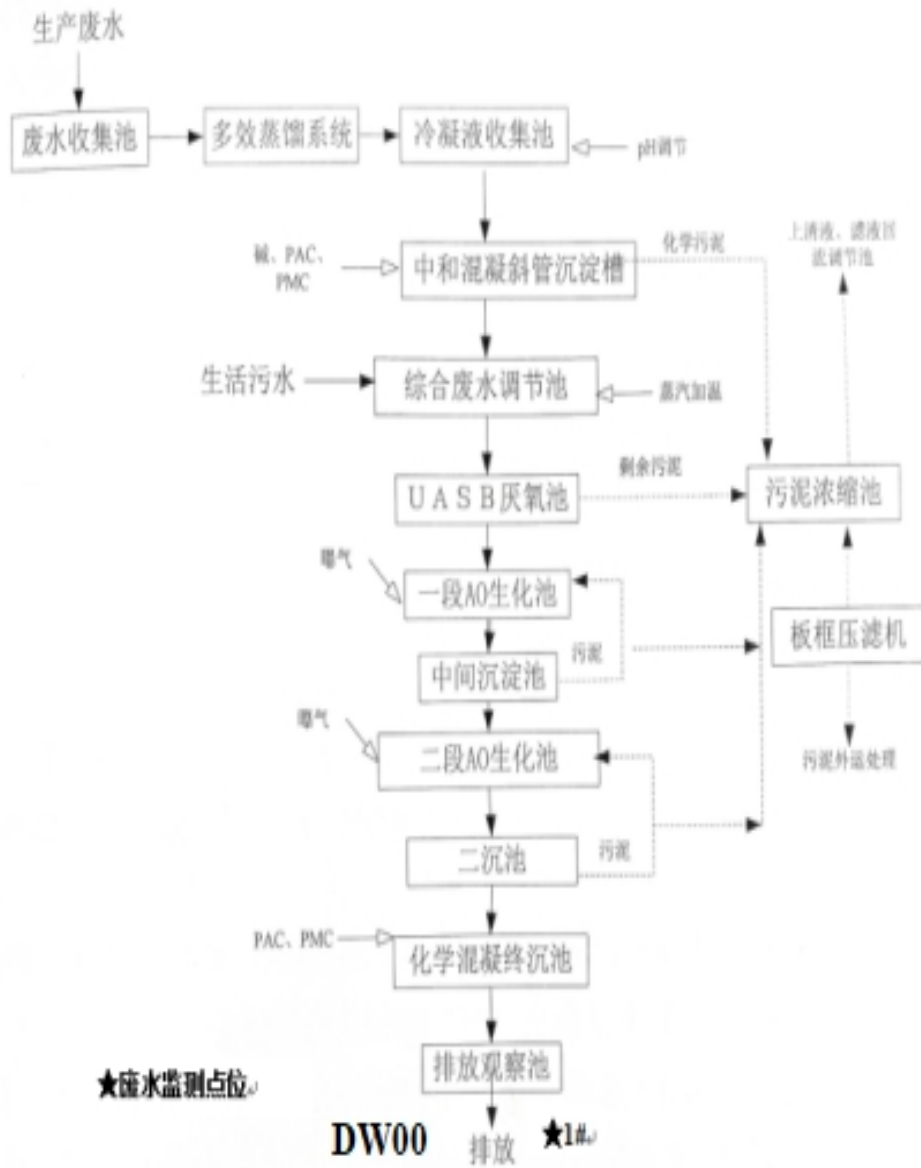 生产废水
废水收集池
多效蒸馏系统
冷凝液收集池
pH调节
碱、PAC、
PMC
中和混凝斜管沉淀槽
化学污泥
上清液、滤液回
流调节池
生活污水
综合废水调节池
蒸汽加温
UASB厌氧池
剩余污泥
污泥浓缩池
曝气
一段AO生化池
污泥
中间沉淀池
板框压滤机
曝气
二段AO生化池
污泥外运处理
二沉池
污泥
PAC、PMC
化学混凝终沉池
排放观察池
★废水监测点位
DW00
排放
★1#